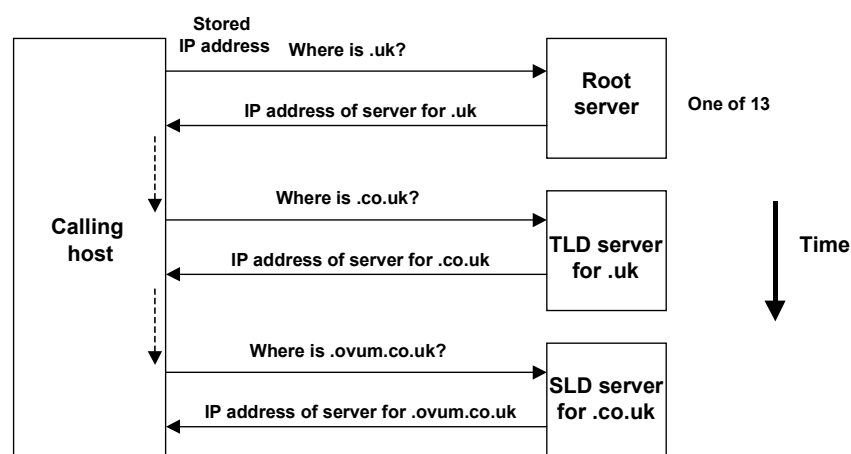 Stored
IP address
Where is .uk?
Root
server
One of 13
IP address of server for .uk
Where is .co.uk?
Calling
host
TLD server
for .uk
Time
IP address of server for .co.uk
Where is .ovum.co.uk?
SLD server
for .co.uk
IP address of server for .ovum.co.uk